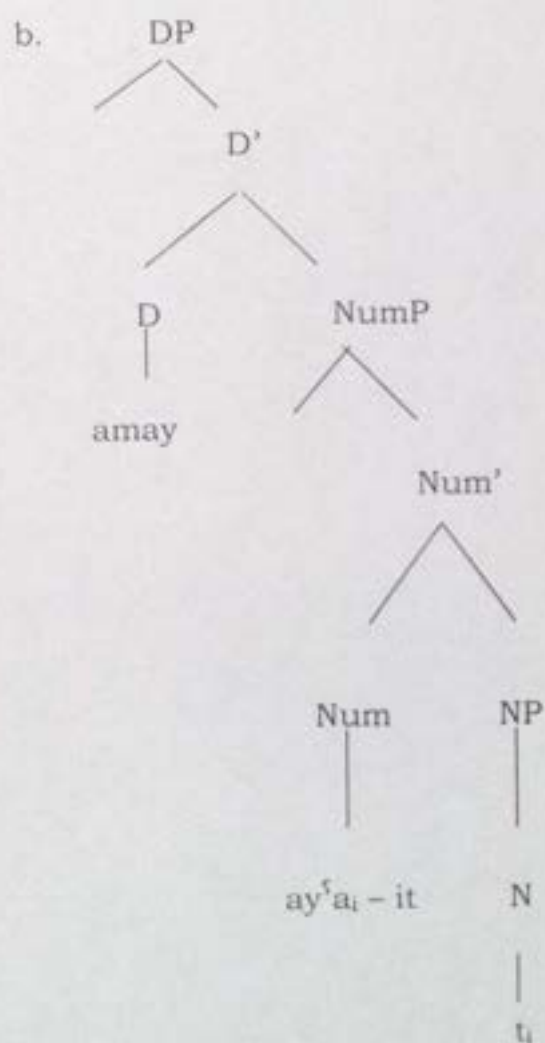 b. DP
D'
D NumP
amay
Num'
Num NP
ayˤaᵢ – it N
tᵢ